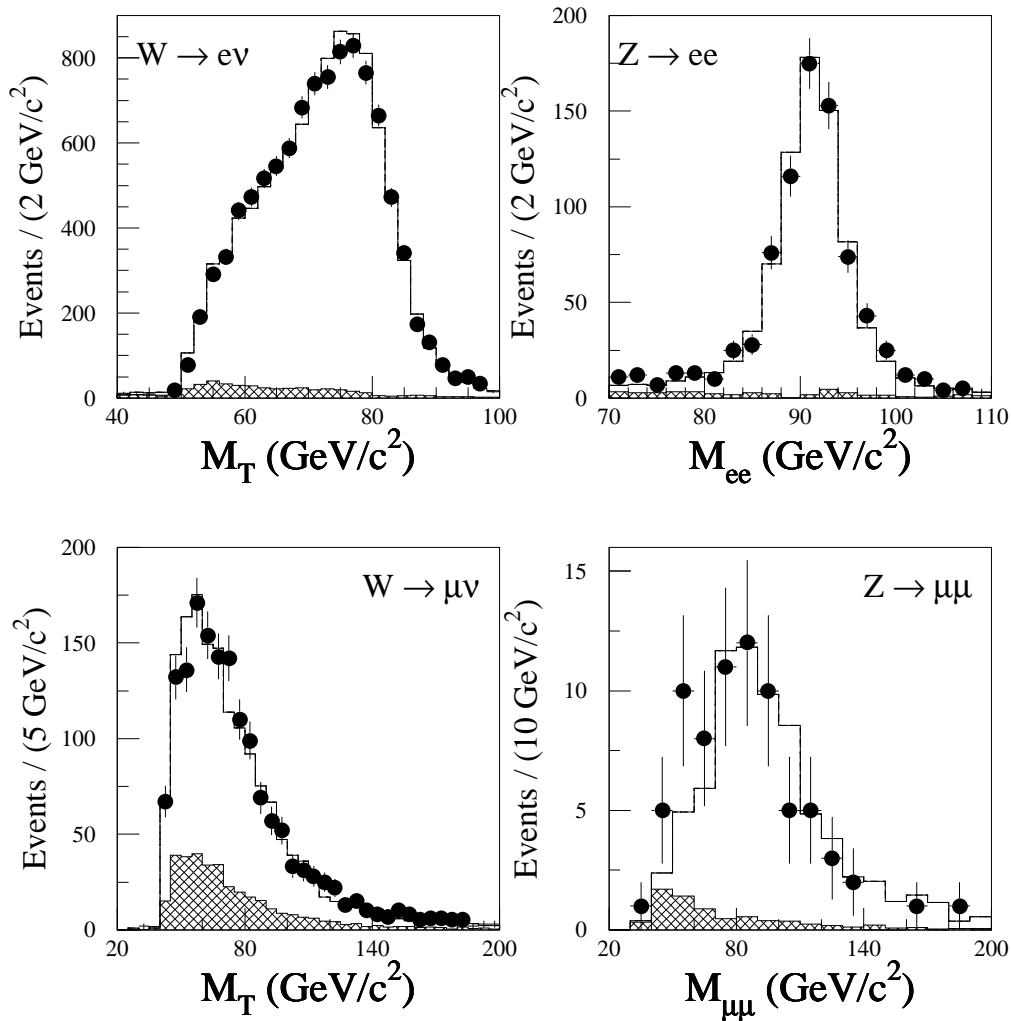 W → eν
Events / (2 GeV/c²)
800
600
400
200
0
40 60 80 100
M_T (GeV/c²)
Z → ee
Events / (2 GeV/c²)
200
150
100
50
0
70 80 90 100 110
M_ee (GeV/c²)
W → μν
Events / (5 GeV/c²)
200
150
100
50
0
20 80 140 200
M_T (GeV/c²)
Z → μμ
Events / (10 GeV/c²)
15
10
5
0
20 80 140 200
M_μμ (GeV/c²)